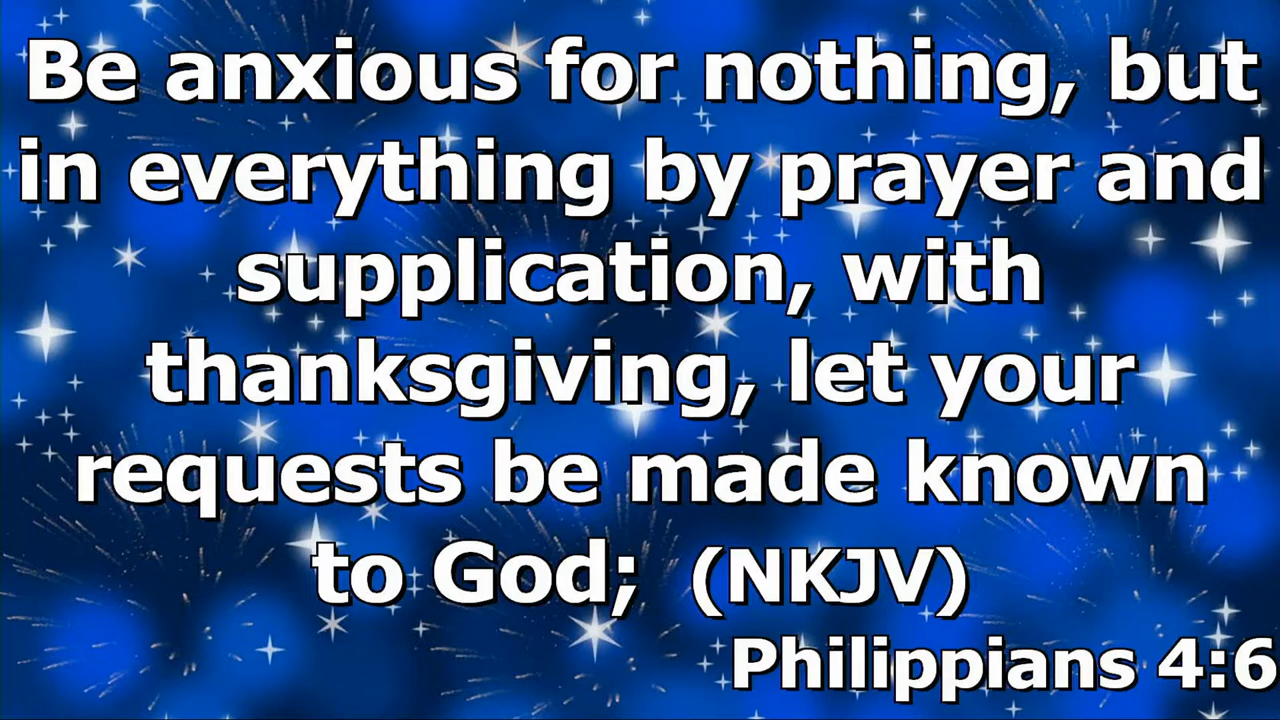 Be anxious for nothing, but
in everything by prayer and
supplication, with
thanksgiving, let your
requests be made known
to God;  (NKJV)
Philippians 4:6